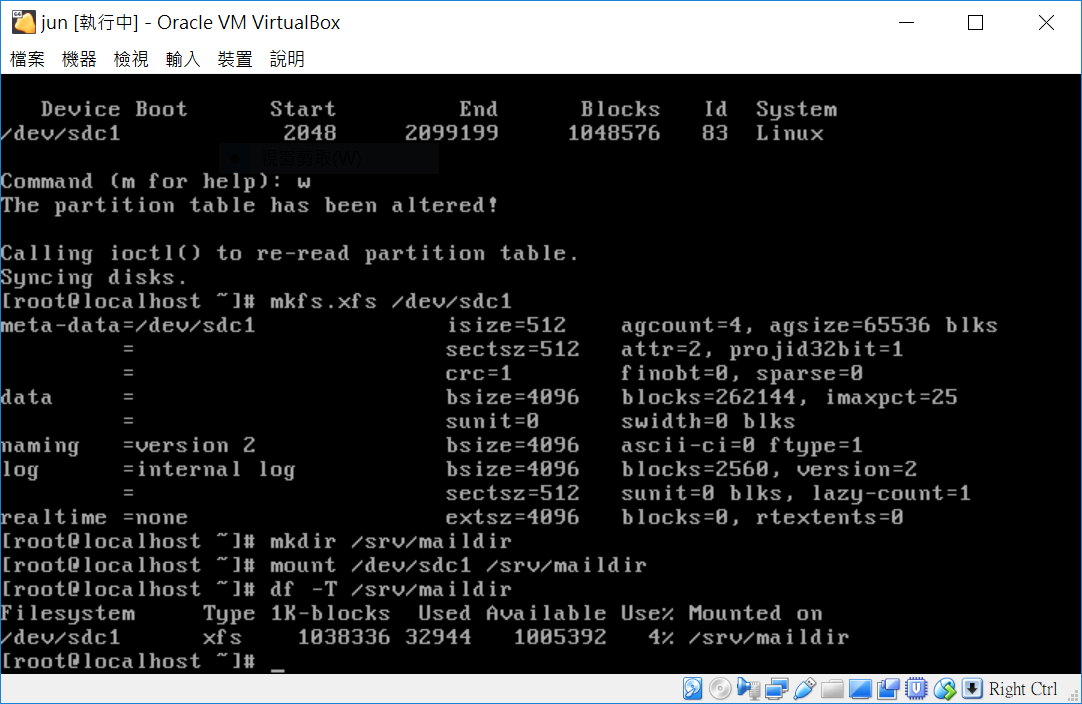 jun [執行中] - Oracle VM VirtualBox
檔案 機器 檢視 輸入 裝置 說明
Device Boot Start End Blocks Id System
/dev/sdc1 2048 2099199 1048576 83 Linux
視窗剪取(W)
Command (m for help): w
The partition table has been altered!
Calling ioctl() to re-read partition table.
Syncing disks.
[root@localhost ~]# mkfs.xfs /dev/sdc1
meta-data=/dev/sdc1 isize=512 agcount=4, agsize=65536 blks
= sectsz=512 attr=2, projid32bit=1
= crc=1 finobt=0, sparse=0
data = bsize=4096 blocks=262144, imaxpct=25
= sunit=0 swidth=0 blks
naming =version 2 bsize=4096 ascii-ci=0 ftype=1
log =internal log bsize=4096 blocks=2560, version=2
= sectsz=512 sunit=0 blks, lazy-count=1
realtime =none extsz=4096 blocks=0, rtextents=0
[root@localhost ~]# mkdir /srv/maildir
[root@localhost ~]# mount /dev/sdc1 /srv/maildir
[root@localhost ~]# df -T /srv/maildir
Filesystem Type 1K-blocks Used Available Use% Mounted on
/dev/sdc1 xfs 1038336 32944 1005392 4% /srv/maildir
[root@localhost ~]# _
Right Ctrl